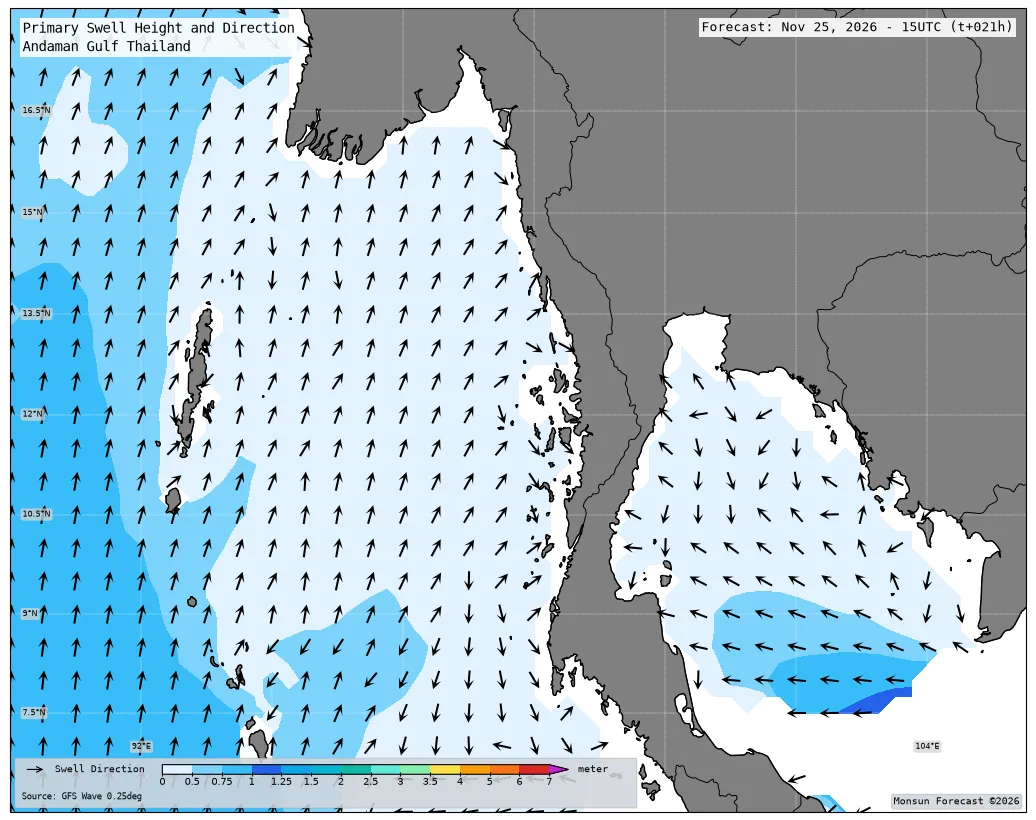 Primary Swell Height and Direction
Andaman Gulf Thailand
Forecast: Nov 25, 2026 - 15UTC (t+021h)
16.5°N
15°N
13.5°N
12°N
10.5°N
9°N
7.5°N
92°E
104°E
Swell Direction
0 0.5 0.75 1 1.25 1.5 2 2.5 3 3.5 4 5 6 7 meter
Source: GFS Wave 0.25deg
Monsun Forecast ©2026